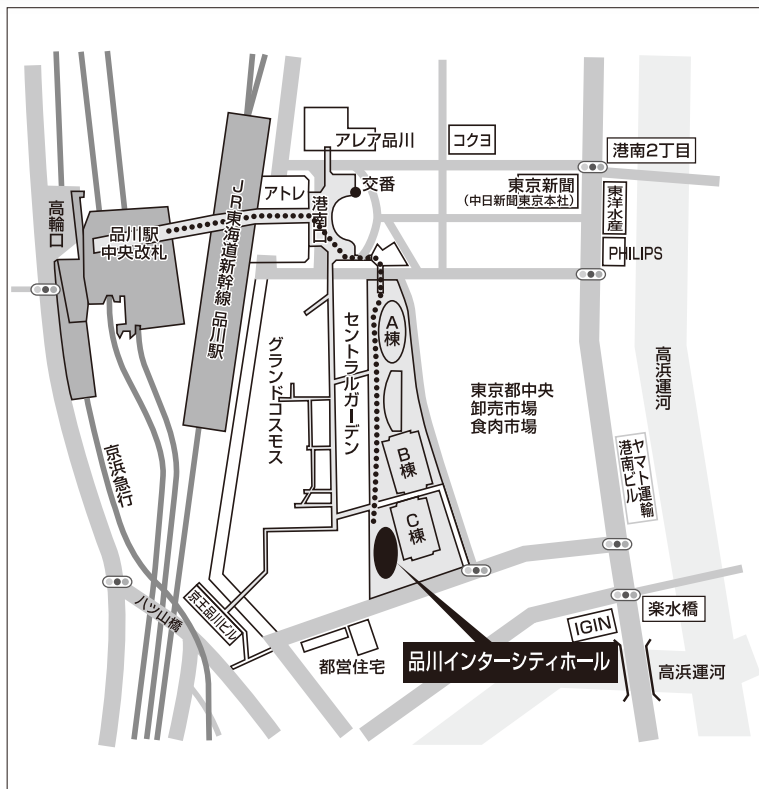 アレア品川
コクヨ
港南2丁目
交番
東京新聞
(中日新聞東京本社)
東洋水産
アトレ
港南口
高輪口
品川駅
中央改札
PHILIPS
JR東海道新幹線 品川駅
A棟
セントラルガーデン
グランドコスモス
東京都中央
卸売市場
食肉市場
高浜運河
京浜急行
B棟
ヤマト運輸
港南ビル
C棟
京王品川ビル
八ツ山橋
楽水橋
IGIN
都営住宅
品川インターシティホール
高浜運河